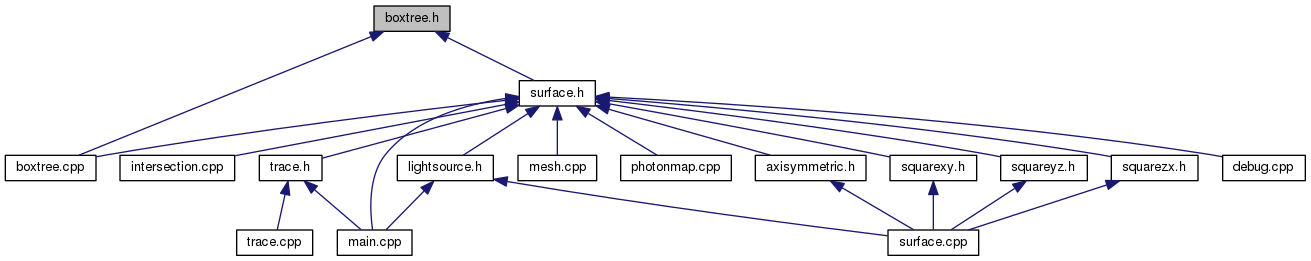 boxtree.h
surface.h
boxtree.cpp
intersection.cpp
trace.h
lightsource.h
mesh.cpp
photonmap.cpp
axisymmetric.h
squarexy.h
squareyz.h
squarezx.h
debug.cpp
trace.cpp
main.cpp
surface.cpp